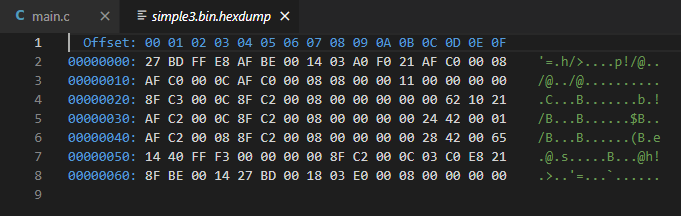 C main.c simple3.bin.hexdump ×
1 Offset: 00 01 02 03 04 05 06 07 08 09 0A 0B 0C 0D 0E 0F
2 00000000: 27 BD FF E8 AF BE 00 14 03 A0 F0 21 AF C0 00 08 '=.h/>....p!/@..
3 00000010: AF C0 00 0C AF C0 00 08 08 00 00 11 00 00 00 00 /@../@..........
4 00000020: 8F C3 00 0C 8F C2 00 08 00 00 00 00 00 62 10 21 .C...B.......b.!
5 00000030: AF C2 00 0C 8F C2 00 08 00 00 00 00 24 42 00 01 /B...B......$B..
6 00000040: AF C2 00 08 8F C2 00 08 00 00 00 00 28 42 00 65 /B...B......(B.e
7 00000050: 14 40 FF F3 00 00 00 00 8F C2 00 0C 03 C0 E8 21 .@.s.....B...@h!
8 00000060: 8F BE 00 14 27 BD 00 18 03 E0 00 08 00 00 00 00 .>..'=...`......
9